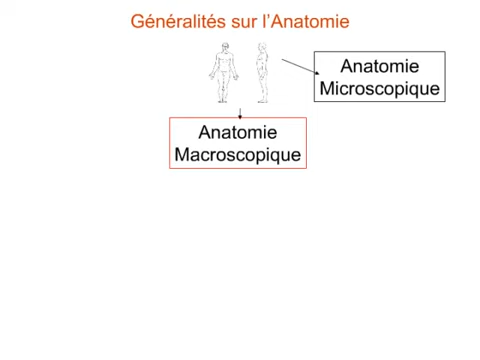 Généralités sur l’Anatomie
Anatomie
Microscopique
Anatomie
Macroscopique